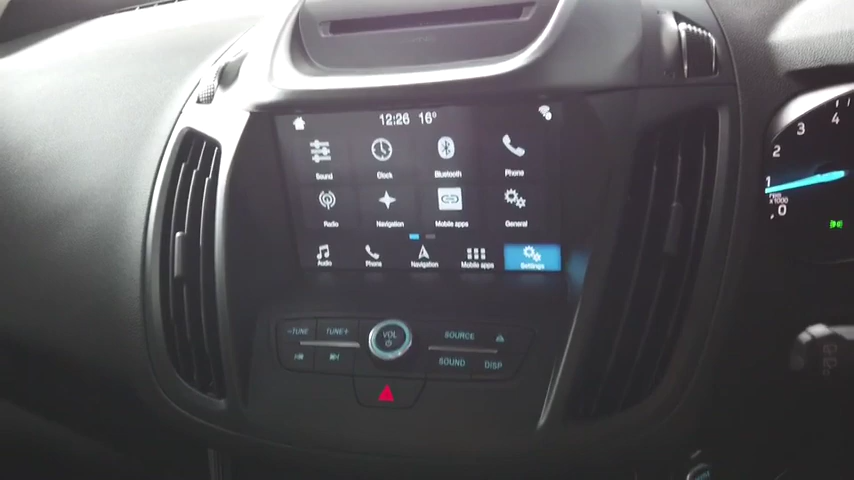 12:26 16°
Sound Clock Bluetooth Phone
Radio Navigation Mobile apps General
Audio Phone Navigation Mobile apps Settings
-TUNE TUNE+ VOL SOURCE
SOUND DISP
4
3
2
1
x1000
0